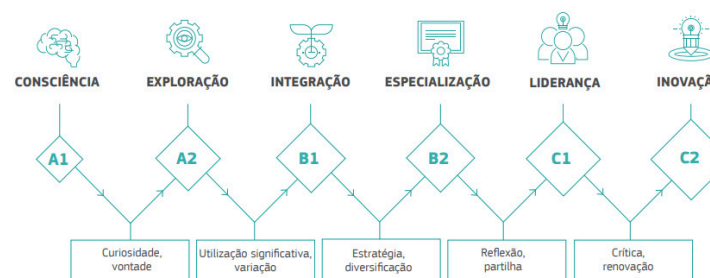 CONSCIÊNCIA
EXPLORAÇÃO
INTEGRAÇÃO
ESPECIALIZAÇÃO
LIDERANÇA
INOVAÇÃ
A1
A2
B1
B2
C1
C2
Curiosidade,
vontade
Utilização significativa,
variação
Estratégia,
diversificação
Reflexão,
partilha
Crítica,
renovação